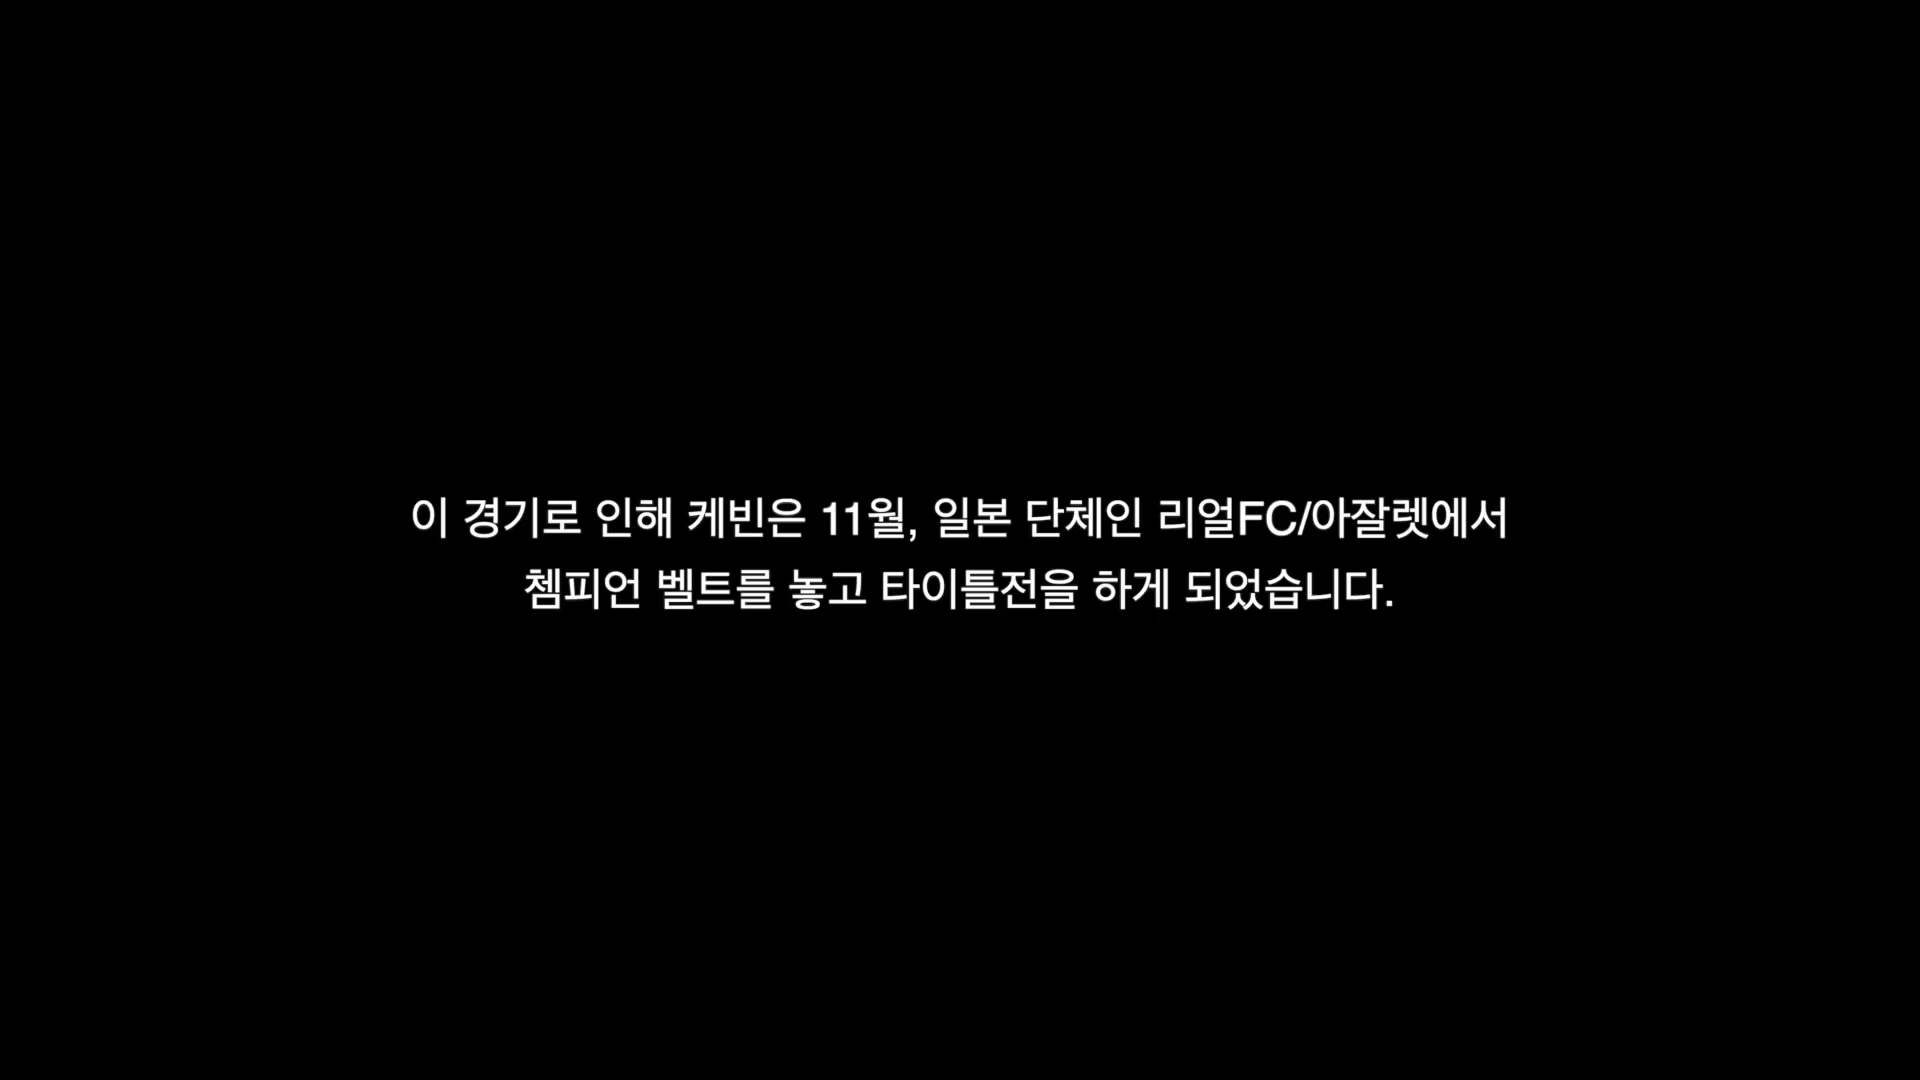 이 경기로 인해 케빈은 11월, 일본 단체인 리얼FC/아잘렛에서
쳄피언 벨트를 놓고 타이틀전을 하게 되었습니다.